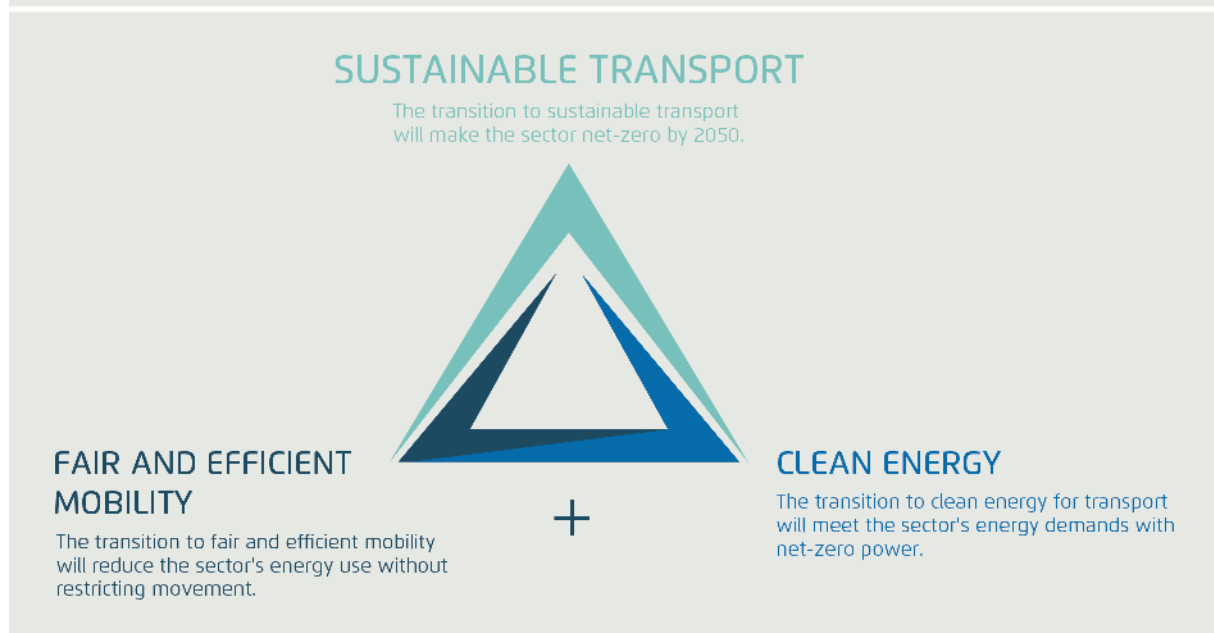 SUSTAINABLE TRANSPORT
The transition to sustainable transport
will make the sector net-zero by 2050.
FAIR AND EFFICIENT
MOBILITY
The transition to fair and efficient mobility
will reduce the sector's energy use without
restricting movement.
+
CLEAN ENERGY
The transition to clean energy for transport
will meet the sector's energy demands with
net-zero power.